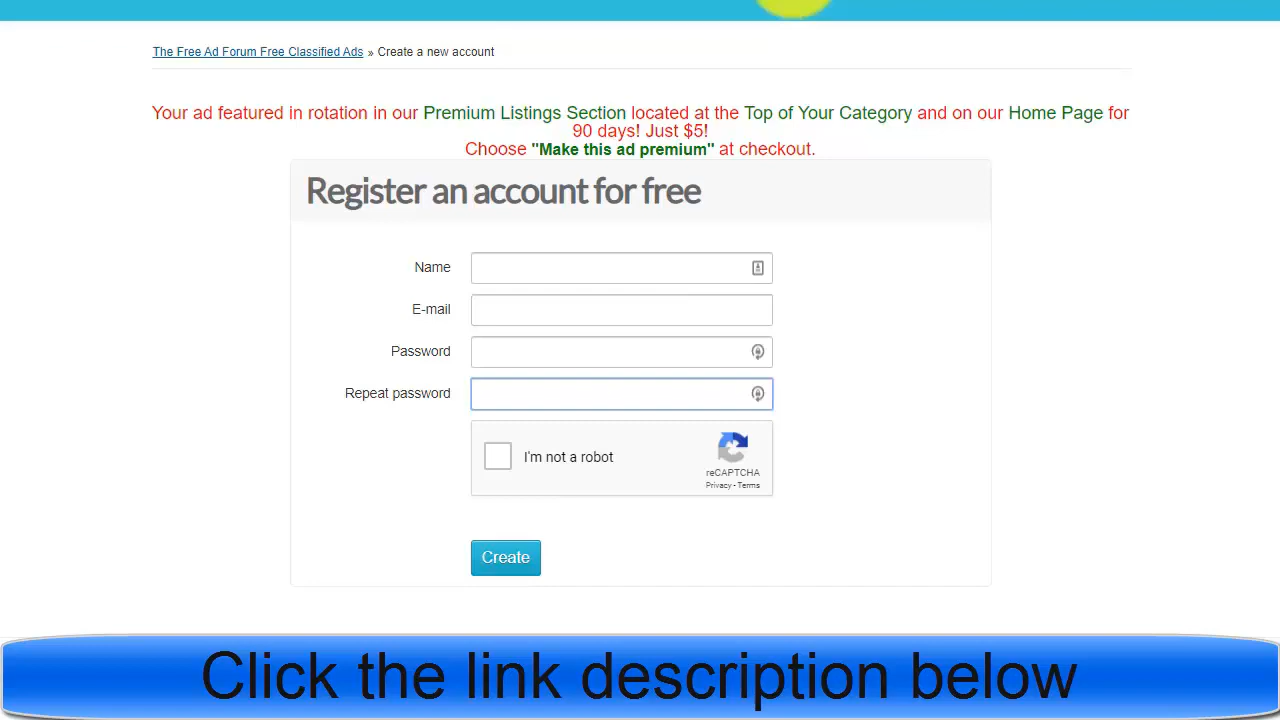 The Free Ad Forum Free Classified Ads » Create a new account
Your ad featured in rotation in our Premium Listings Section located at the Top of Your Category and on our Home Page for
90 days! Just $5!
Choose "Make this ad premium" at checkout.
Register an account for free
Name
E-mail
Password
Repeat password
I'm not a robot
reCAPTCHA
Privacy - Terms
Create
Click the link description below